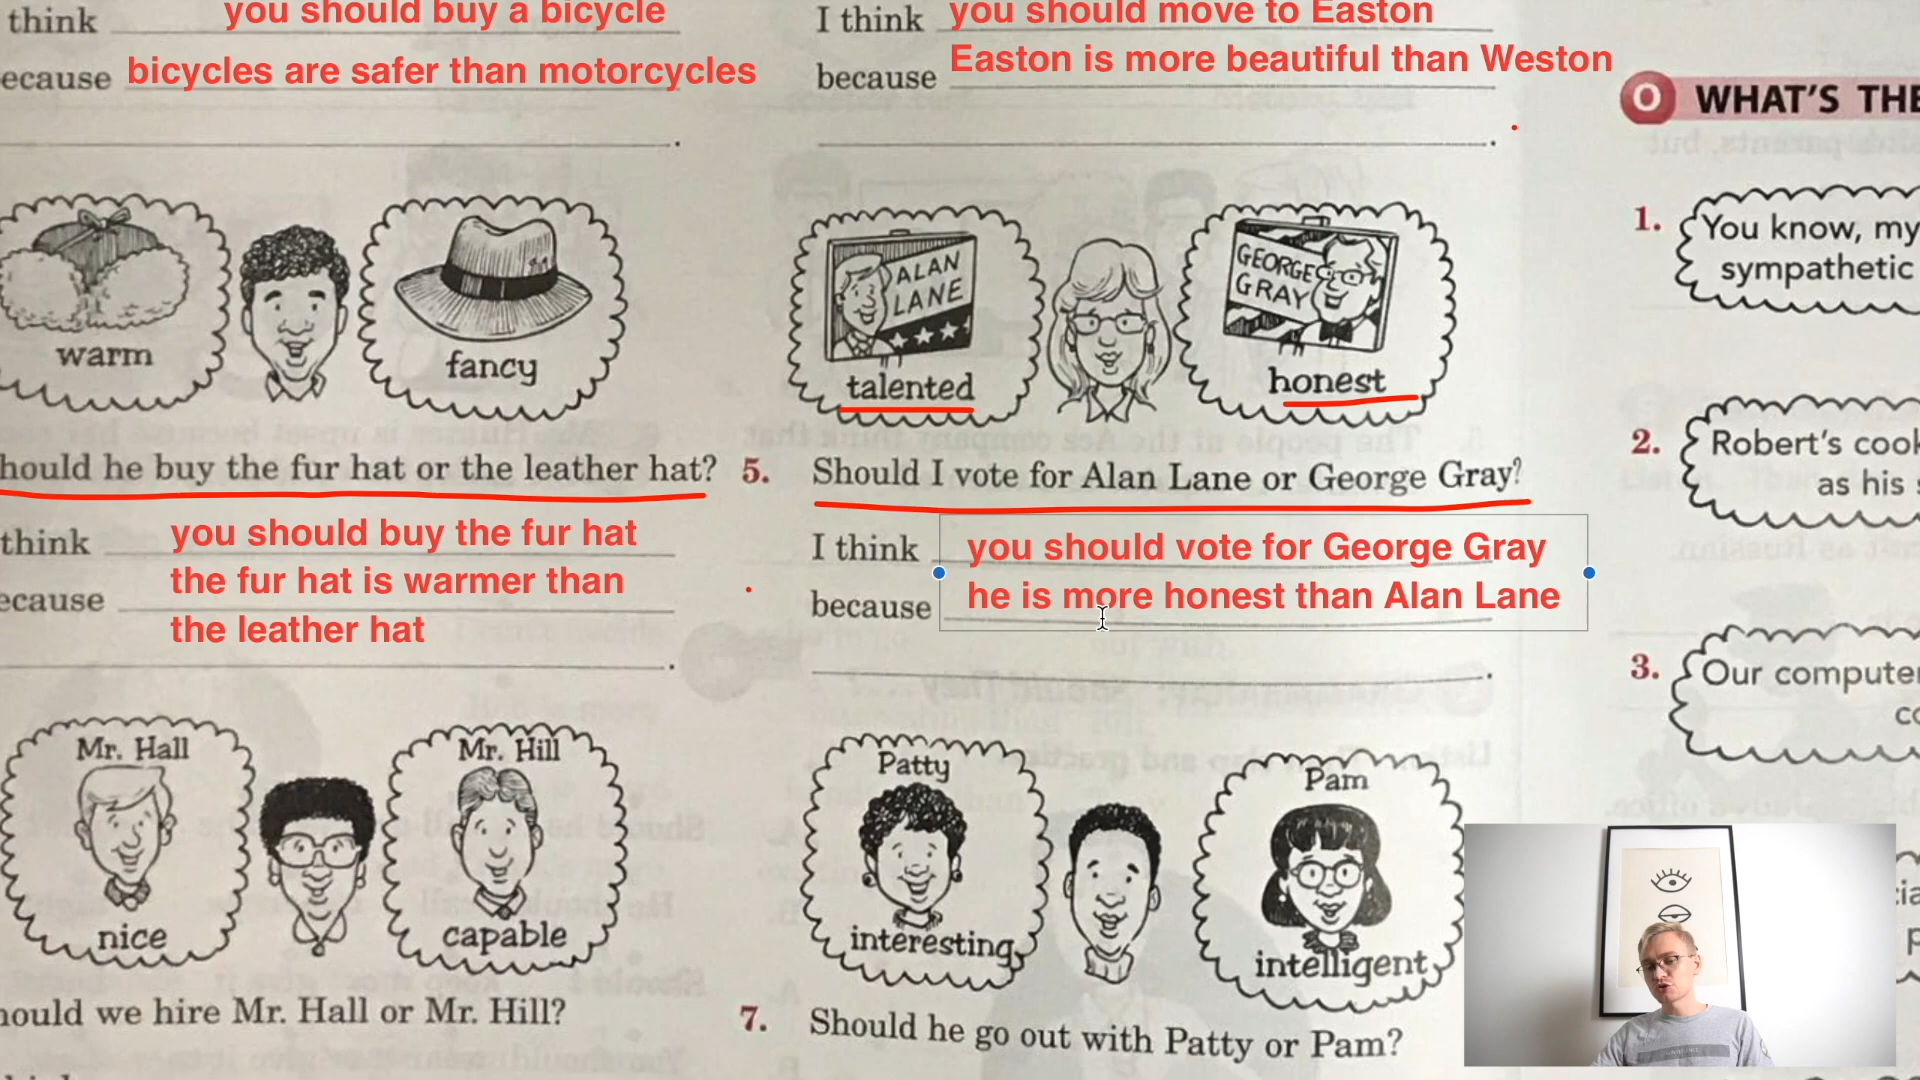 think you should buy a bicycle
ecause bicycles are safer than motorcycles
.
I think you should move to Easton
because Easton is more beautiful than Weston
.
warm
fancy
hould he buy the fur hat or the leather hat?
think you should buy the fur hat
ecause the fur hat is warmer than
the leather hat
.
ALAN
LANE
talented
GEORGE
GRAY
honest
5. Should I vote for Alan Lane or George Gray?
I think you should vote for George Gray
because he is more honest than Alan Lane
.
Mr. Hall
nice
Mr. Hill
capable
hould we hire Mr. Hall or Mr. Hill?
Patty
interesting
Pam
intelligent
7. Should he go out with Patty or Pam?
O WHAT'S THE
1. You know, my
sympathetic
2. Robert's cook
as his s
3. Our computer
co